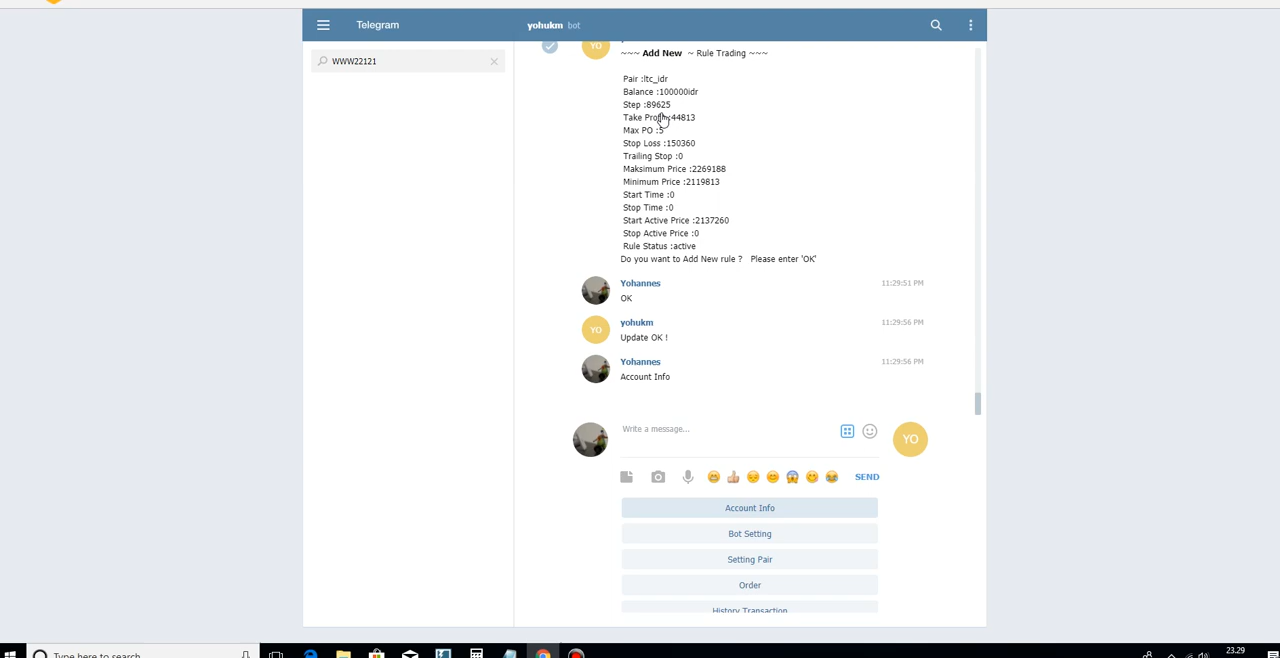 Telegram
yohukm bot
WWW22121
YO
~~~ Add New ~ Rule Trading ~~~
Pair :ltc_idr
Balance :100000idr
Step :89625
Take Profit :44813
Max PO :5
Stop Loss :150360
Trailing Stop :0
Maksimum Price :2269188
Minimum Price :2119813
Start Time :0
Stop Time :0
Start Active Price :2137260
Stop Active Price :0
Rule Status :active
Do you want to Add New rule ? Please enter 'OK'
Yohannes 11:29:51 PM
OK
YO yohukm 11:29:56 PM
Update OK !
Yohannes 11:29:56 PM
Account Info
Write a message...
YO
SEND
Account Info
Bot Setting
Setting Pair
Order
History Transaction
Type here to search
23.29